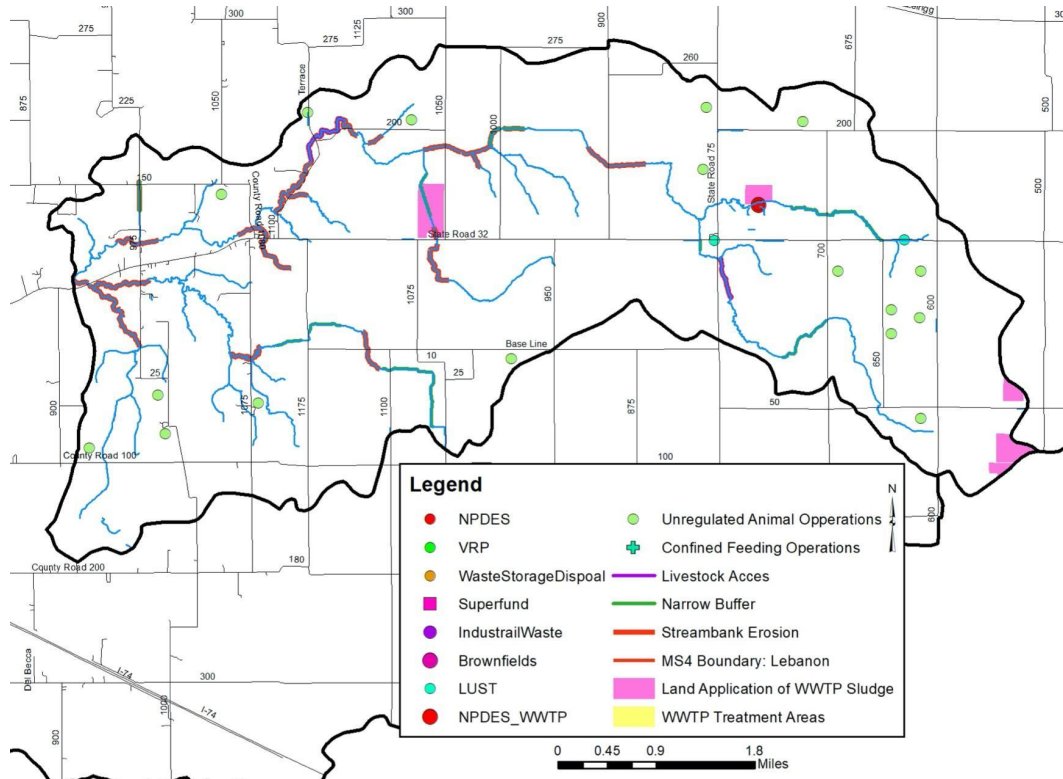 300
300
900
275
1125
275
275
675
875
260
500
Terrace
225
1050
1050
200
1000
200
State Road 75
500
150
County Road 1080
975
1100
State Road 32
700
1075
950
600
900
Base Line
650
10
25
25
900
1075
1175
1100
875
50
County Road 100
100
600
County Road 200
180
Legend
N
NPDES
VRP
WasteStorageDispoal
Superfund
IndustrailWaste
Brownfields
LUST
NPDES_WWTP
Unregulated Animal Opperations
Confined Feeding Operations
Livestock Acces
Narrow Buffer
Streambank Erosion
MS4 Boundary: Lebanon
Land Application of WWTP Sludge
WWTP Treatment Areas
I-74
Del Becca
300
1000
I-74
900
0 0.45 0.9 1.8
Miles